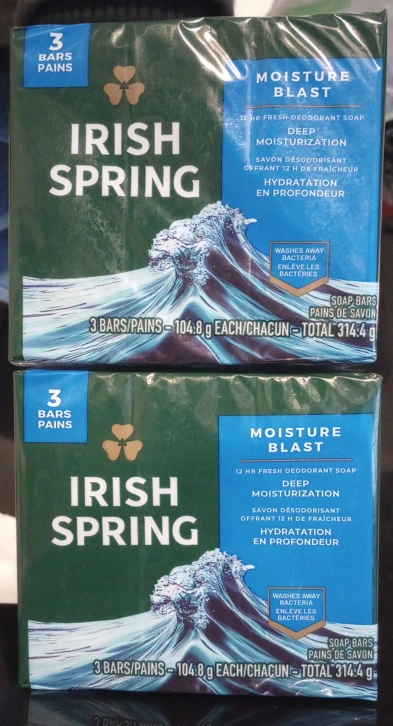 3
BARS
PAINS
IRISH
SPRING
MOISTURE
BLAST
12 HR FRESH DEODORANT SOAP
DEEP
MOISTURIZATION
SAVON DÉSODORISANT
OFFRANT 12 H DE FRAÎCHEUR
HYDRATATION
EN PROFONDEUR
WASHES AWAY
BACTERIA
ENLÈVE LES
BACTÉRIES
SOAP BARS
PAINS DE SAVON
3 BARS/PAINS - 104.8 g EACH/CHACUN - TOTAL 314.4 g
3
BARS
PAINS
IRISH
SPRING
MOISTURE
BLAST
12 HR FRESH DEODORANT SOAP
DEEP
MOISTURIZATION
SAVON DÉSODORISANT
OFFRANT 12 H DE FRAÎCHEUR
HYDRATATION
EN PROFONDEUR
WASHES AWAY
BACTERIA
ENLÈVE LES
BACTÉRIES
SOAP BARS
PAINS DE SAVON
3 BARS/PAINS - 104.8 g EACH/CHACUN - TOTAL 314.4 g